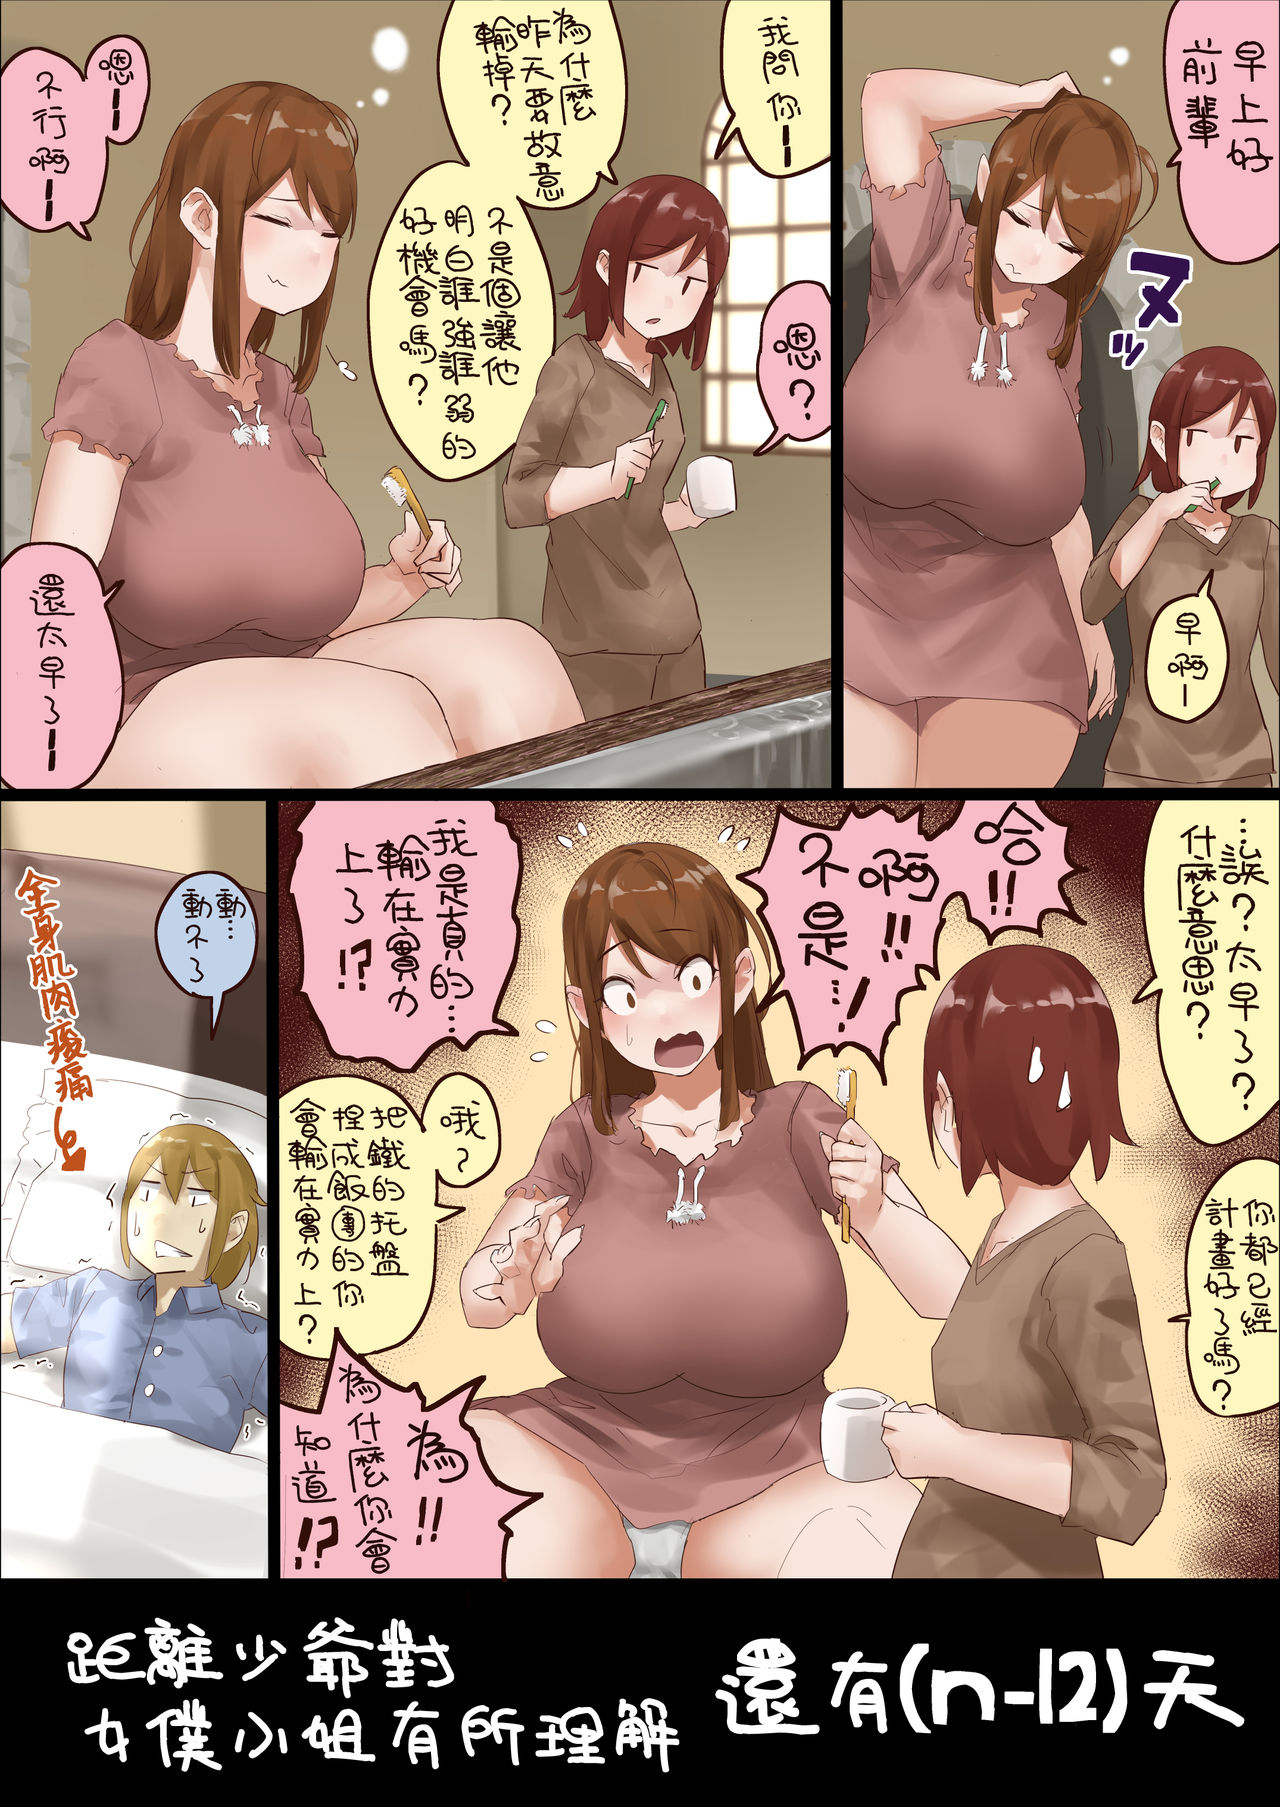 早上好
前輩
ヌッ
早啊ー
我問你ー
嗯？
為什麼
昨天要故意
輸掉？
不是個讓他
明白誰強誰弱的
好機會嗎？
嗯ーー
不行啊ーー
還太早了ーー
…誒？太早了？
什麼意思？
你都已經
計畫好了嗎？
哈!!
啊!!
不是…！
我是真的…
輸在實力
上了!?
哦～
把鐵的托盤
捏成飯團的你
會輸在實力上？
為!!
為什麼你會
知道!?
動…
動不了
全身肌肉痠痛
距離少爺對
女僕小姐有所理解
還有(n-12)天